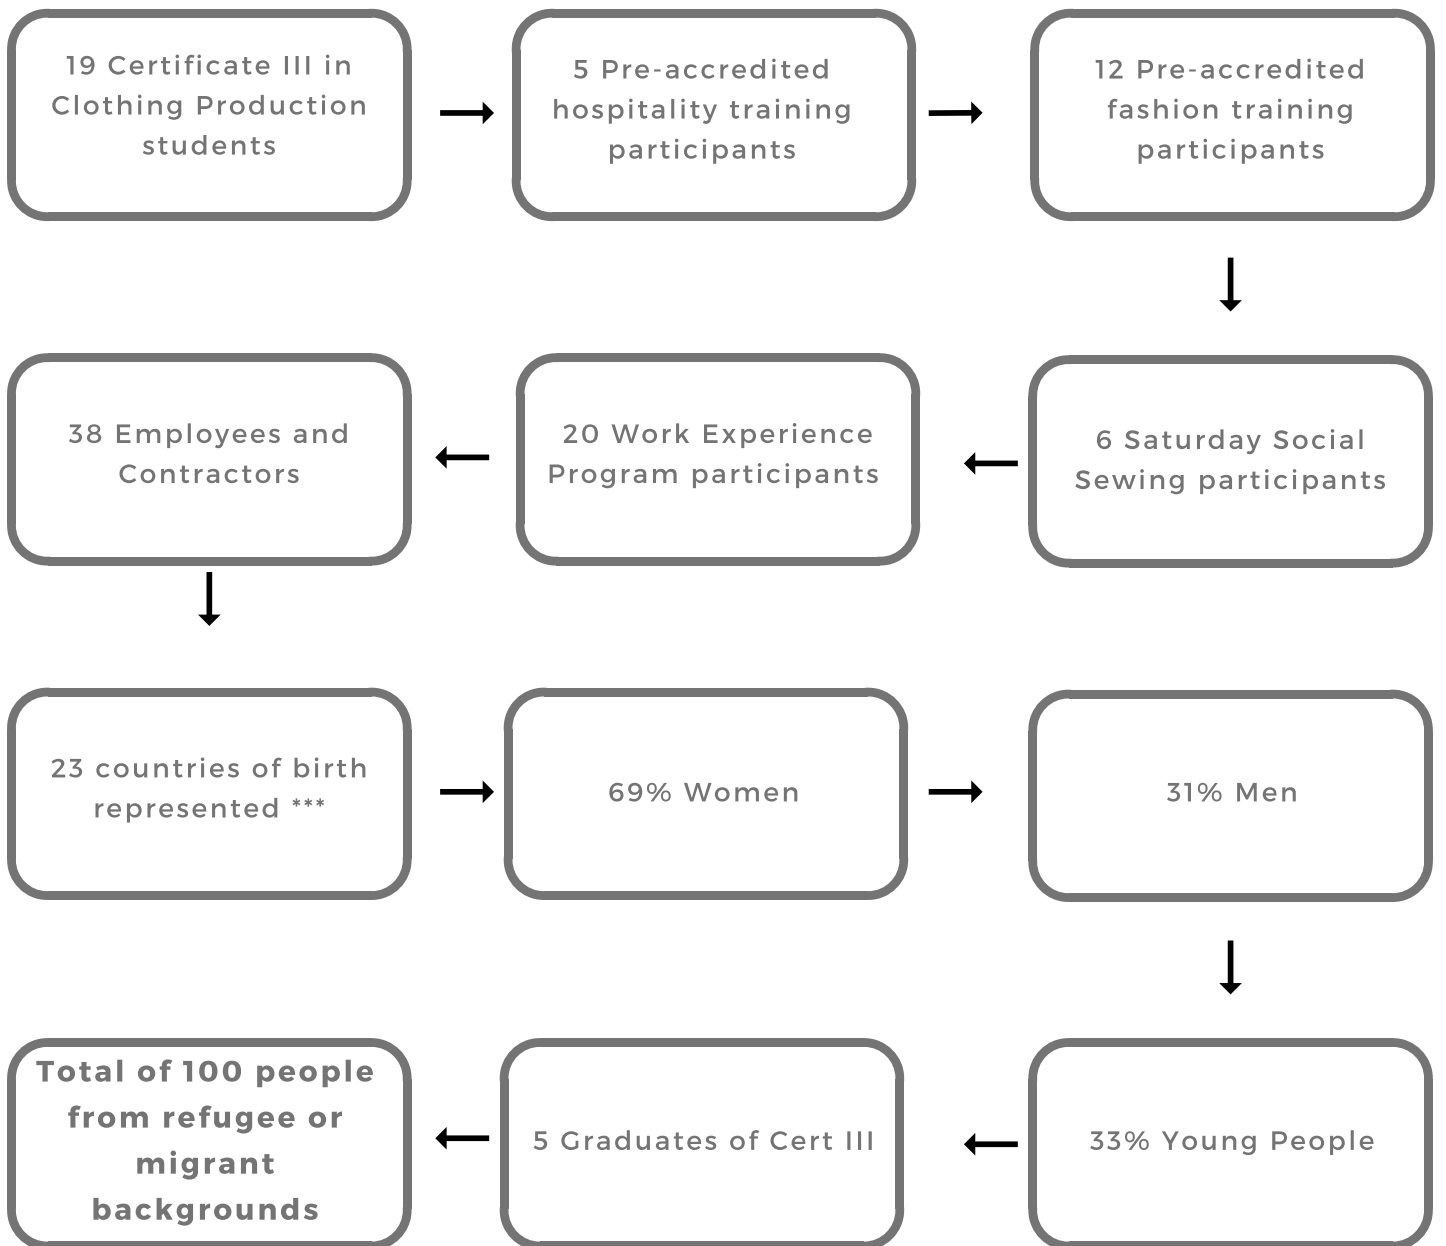 19 Certificate III in
Clothing Production
students
5 Pre-accredited
hospitality training
participants
12 Pre-accredited
fashion training
participants
6 Saturday Social
Sewing participants
20 Work Experience
Program participants
38 Employees and
Contractors
23 countries of birth
represented ***
69% Women
31% Men
33% Young People
5 Graduates of Cert III
Total of 100 people
from refugee or
migrant
backgrounds